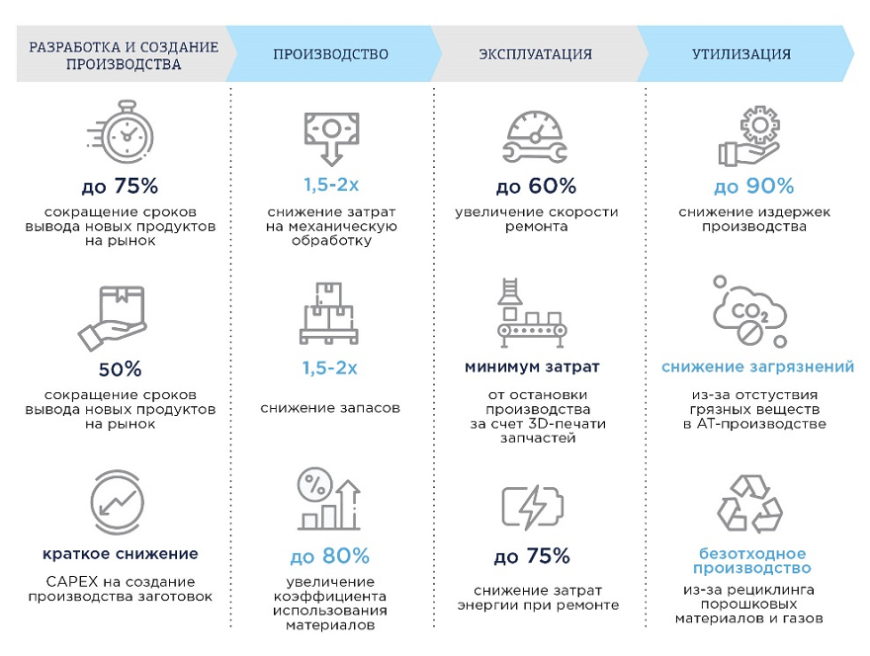 РАЗРАБОТКА И СОЗДАНИЕ
ПРОИЗВОДСТВА
ПРОИЗВОДСТВО
ЭКСПЛУАТАЦИЯ
УТИЛИЗАЦИЯ
до 75%
сокращение сроков
вывода новых продуктов
на рынок
1,5-2х
снижение затрат
на механическую
обработку
до 60%
увеличение скорости
ремонта
до 90%
снижение издержек
производства
50%
сокращение сроков
вывода новых продуктов
на рынок
1,5-2х
снижение запасов
минимум затрат
от остановки
производства
за счет 3D-печати
запчастей
CO2
снижение загрязнений
из-за отстуствия
грязных веществ
в АТ-производстве
краткое снижение
CAPEX на создание
производства заготовок
%
до 80%
увеличение
коэффициента
использования
материалов
до 75%
снижение затрат
энергии при ремонте
безотходное
производство
из-за рециклинга
порошковых
материалов и газов